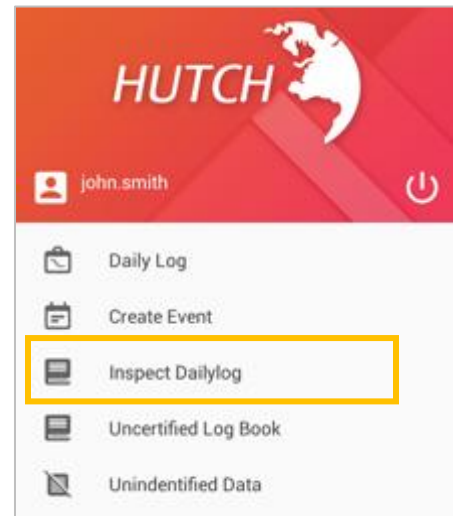 HUTCH
john.smith
Daily Log
Create Event
Inspect Dailylog
Uncertified Log Book
Unindentified Data